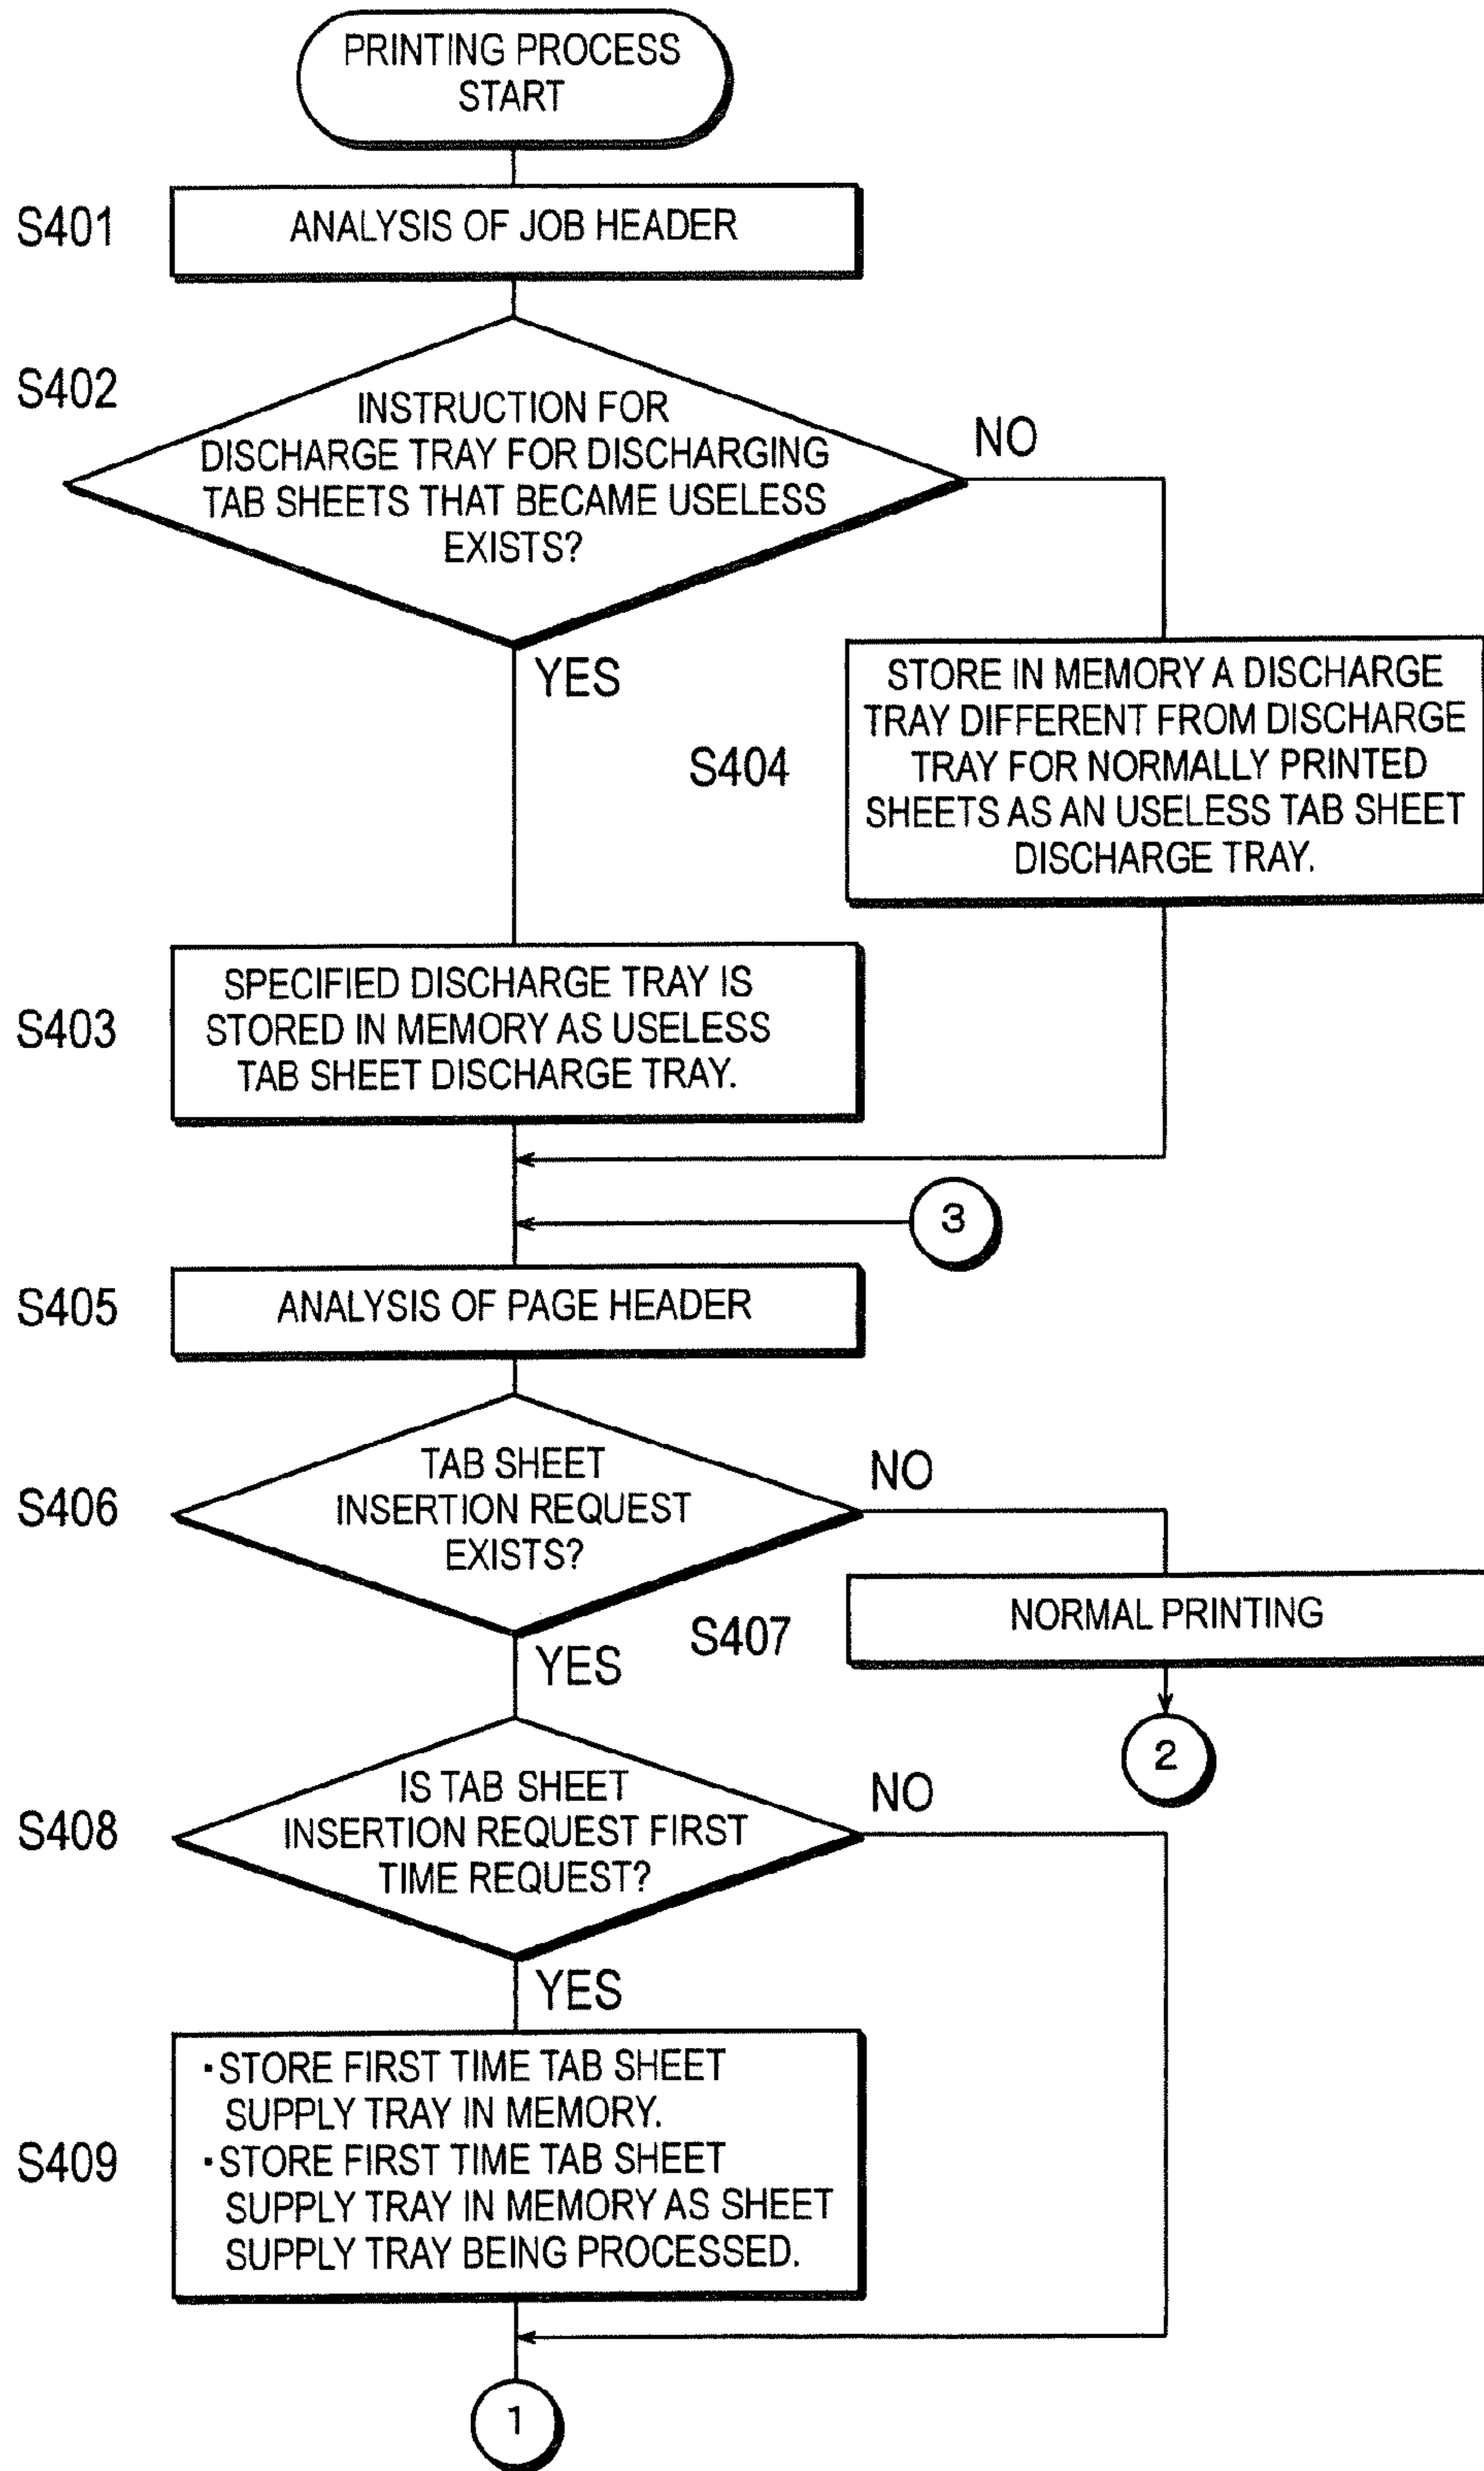 PRINTING PROCESS
START
S401
ANALYSIS OF JOB HEADER
S402
INSTRUCTION FOR
DISCHARGE TRAY FOR DISCHARGING
TAB SHEETS THAT BECAME USELESS
EXISTS?
NO
YES
S404
STORE IN MEMORY A DISCHARGE
TRAY DIFFERENT FROM DISCHARGE
TRAY FOR NORMALLY PRINTED
SHEETS AS AN USELESS TAB SHEET
DISCHARGE TRAY.
S403
SPECIFIED DISCHARGE TRAY IS
STORED IN MEMORY AS USELESS
TAB SHEET DISCHARGE TRAY.
3
S405
ANALYSIS OF PAGE HEADER
S406
TAB SHEET
INSERTION REQUEST
EXISTS?
NO
YES
S407
NORMAL PRINTING
2
S408
IS TAB SHEET
INSERTION REQUEST FIRST
TIME REQUEST?
NO
YES
S409
・STORE FIRST TIME TAB SHEET
SUPPLY TRAY IN MEMORY.
・STORE FIRST TIME TAB SHEET
SUPPLY TRAY IN MEMORY AS SHEET
SUPPLY TRAY BEING PROCESSED.
1